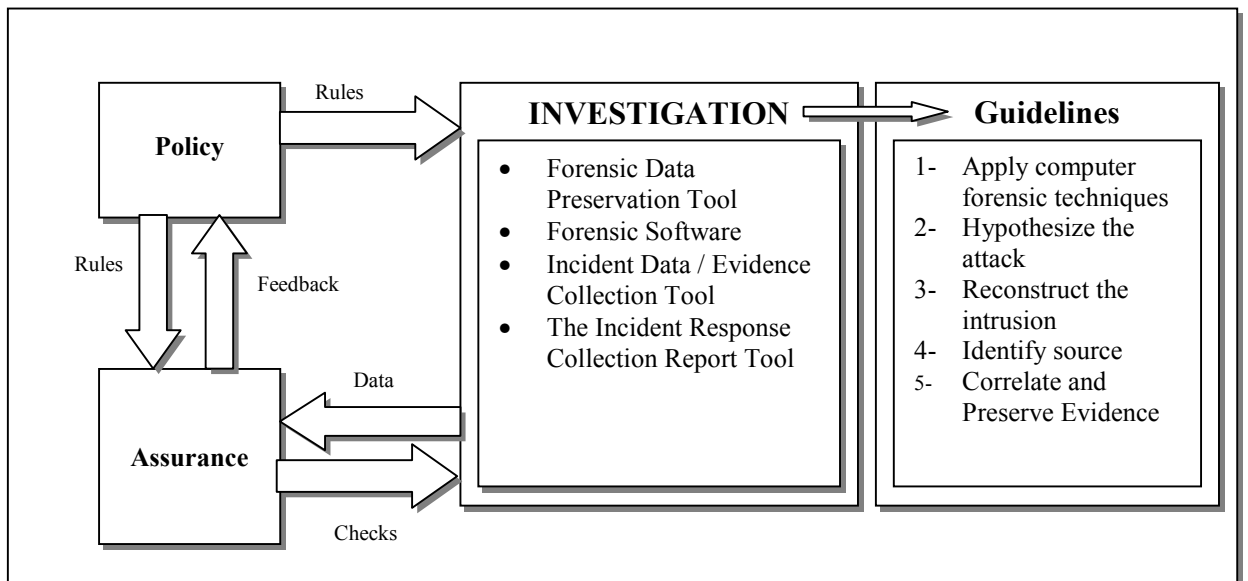 Rules
Policy
Rules
Feedback
Assurance
Data
Checks
INVESTIGATION
• Forensic Data
Preservation Tool
• Forensic Software
• Incident Data / Evidence
Collection Tool
• The Incident Response
Collection Report Tool
Guidelines
1- Apply computer
forensic techniques
2- Hypothesize the
attack
3- Reconstruct the
intrusion
4- Identify source
5- Correlate and
Preserve Evidence